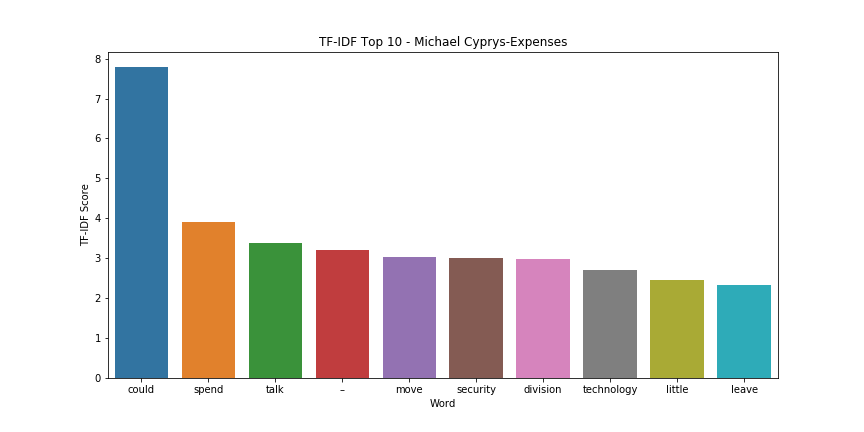 TF-IDF Top 10 - Michael Cyprys-Expenses
TF-IDF Score
8
7
6
5
4
3
2
1
0
could spend talk – move security division technology little leave
Word